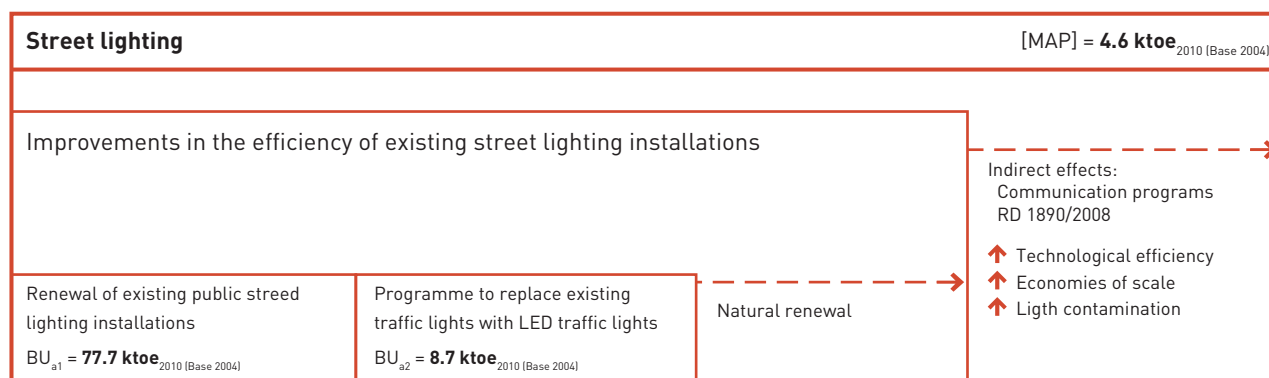 Street lighting [MAP] = 4.6 ktoe2010 (Base 2004)
Improvements in the efficiency of existing street lighting installations
Indirect effects:
Communication programs
RD 1890/2008
↑ Technological efficiency
↑ Economies of scale
↑ Ligth contamination
Renewal of existing public streed
lighting installations
BUa1 = 77.7 ktoe2010 (Base 2004)
Programme to replace existing
traffic lights with LED traffic lights
BUa2 = 8.7 ktoe2010 (Base 2004)
Natural renewal